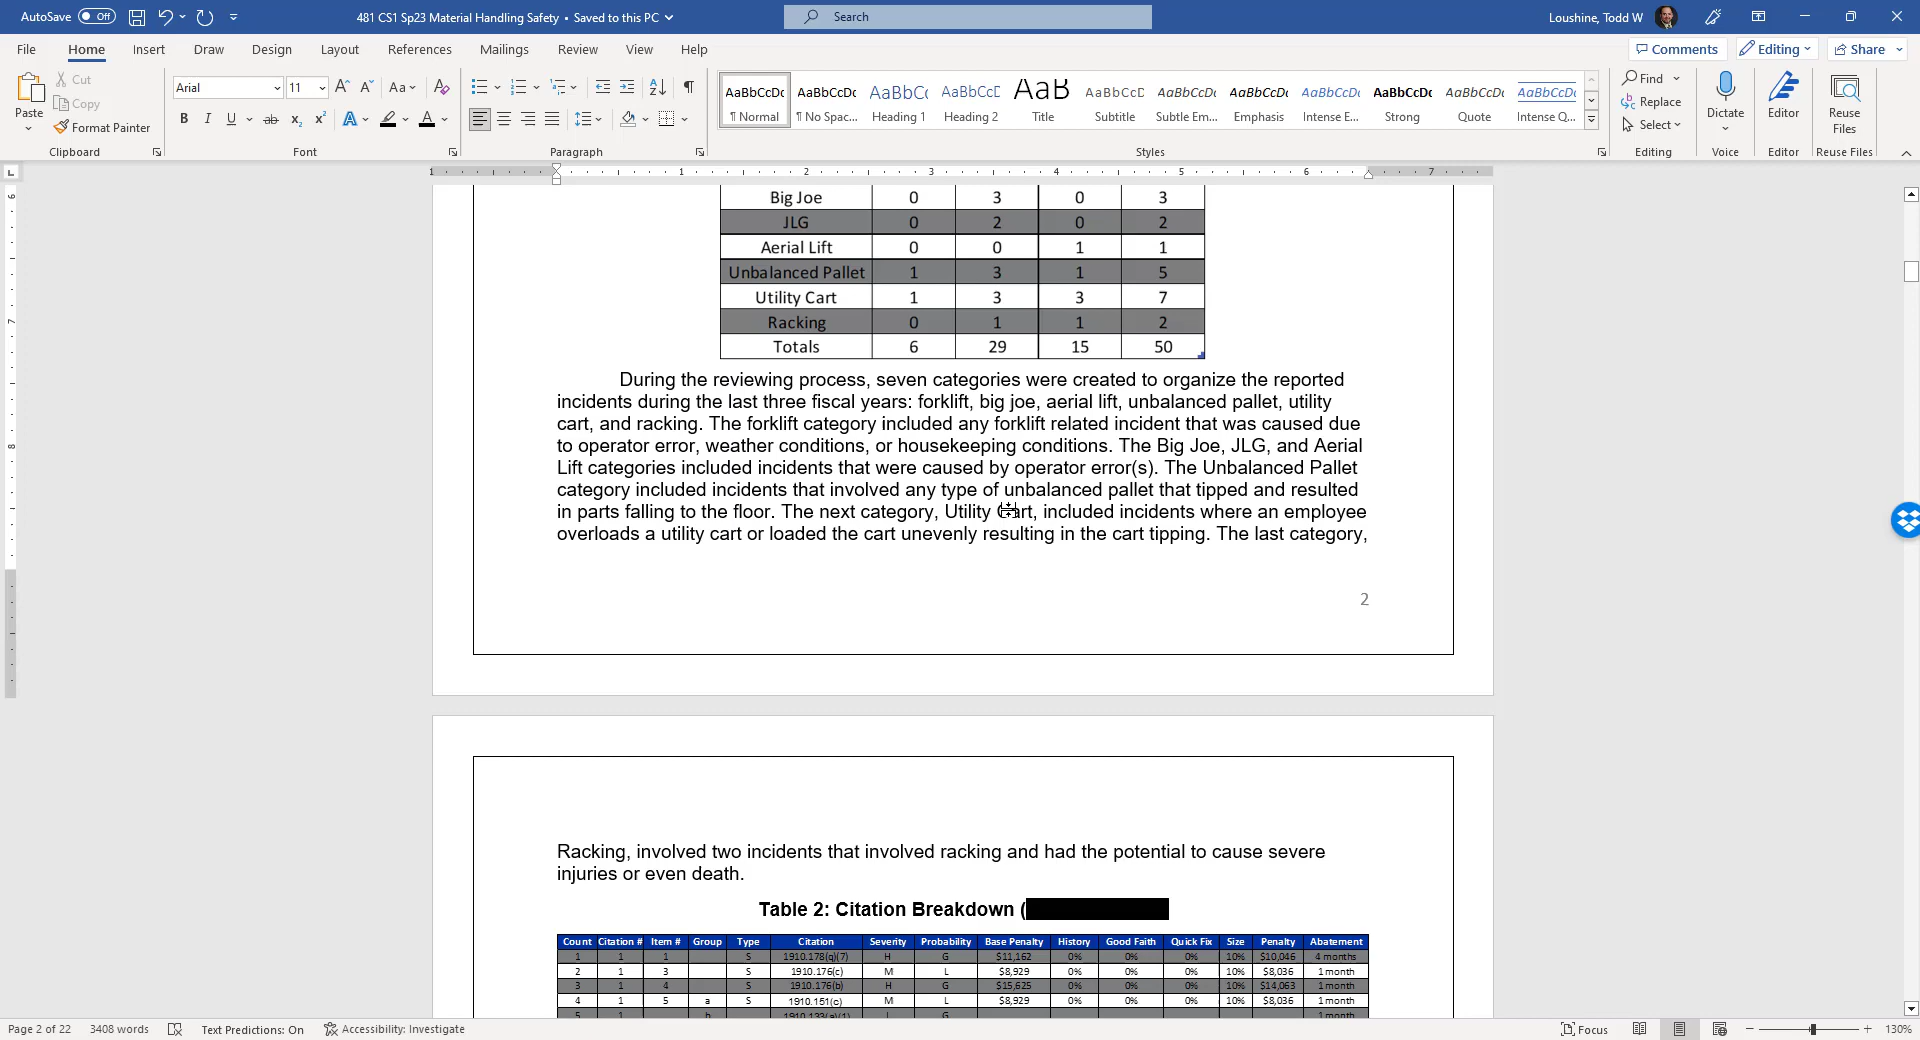 AutoSave Off 481 CS1 Sp23 Material Handling Safety • Saved to this PC Search Loushine, Todd W
File Home Insert Draw Design Layout References Mailings Review View Help Comments Editing Share
Paste Cut Copy Format Painter Clipboard
Arial 11 Aa Font
Paragraph
AaBbCcDc AaBbCcDc AaBbCc AaBbCcE AaB AaBbCcD AaBbCcDc AaBbCcDc AaBbCcDc AaBbCcDc AaBbCcDc AaBbCcDc
¶ Normal ¶ No Spac... Heading 1 Heading 2 Title Subtitle Subtle Em... Emphasis Intense E... Strong Quote Intense Q...
Styles
Find Replace Select Editing
Dictate Voice
Editor Editor
Reuse Files Reuse Files
1 1 2 3 4 5 6 7
6
7
8
Big Joe 0 3 0 3
JLG 0 2 0 2
Aerial Lift 0 0 1 1
Unbalanced Pallet 1 3 1 5
Utility Cart 1 3 3 7
Racking 0 1 1 2
Totals 6 29 15 50
During the reviewing process, seven categories were created to organize the reported
incidents during the last three fiscal years: forklift, big joe, aerial lift, unbalanced pallet, utility
cart, and racking. The forklift category included any forklift related incident that was caused due
to operator error, weather conditions, or housekeeping conditions. The Big Joe, JLG, and Aerial
Lift categories included incidents that were caused by operator error(s). The Unbalanced Pallet
category included incidents that involved any type of unbalanced pallet that tipped and resulted
in parts falling to the floor. The next category, Utility Cart, included incidents where an employee
overloads a utility cart or loaded the cart unevenly resulting in the cart tipping. The last category,
2
Racking, involved two incidents that involved racking and had the potential to cause severe
injuries or even death.
Table 2: Citation Breakdown (
Count Citation # Item # Group Type Citation Severity Probability Base Penalty History Good Faith Quick Fix Size Penalty Abatement
1 1 1 S 1910.178(q)(7) H G $11,162 0% 0% 0% 10% $10,046 4 months
2 1 3 S 1910.176(c) M L $8,929 0% 0% 0% 10% $8,036 1 month
3 1 4 S 1910.176(b) H G $15,625 0% 0% 0% 10% $14,063 1 month
4 1 5 a S 1910.151(c) M L $8,929 0% 0% 0% 10% $8,036 1 month
5 1 b G 1 month
Page 2 of 22 3408 words Text Predictions: On Accessibility: Investigate Focus 130%